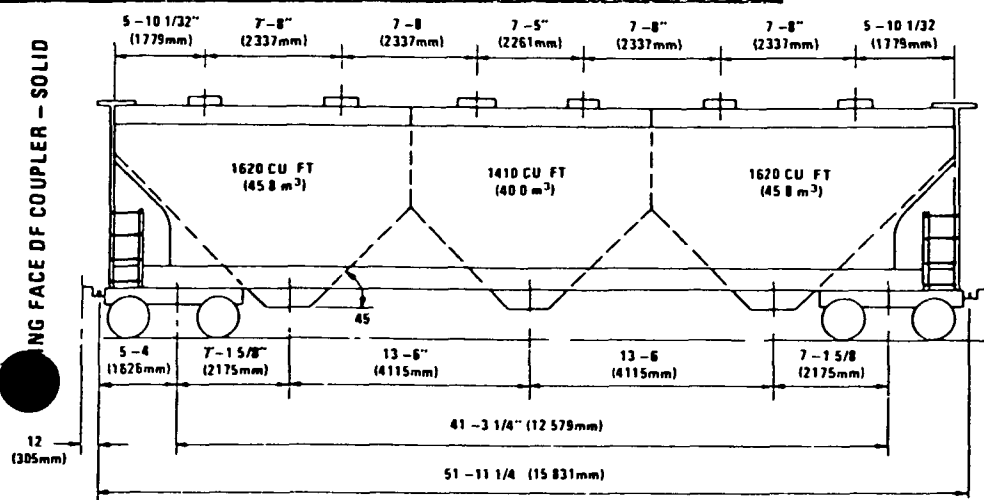 5 -10 1/32"
(1779mm)
7'-8"
(2337mm)
7 -8
(2337mm)
7 -5"
(2261mm)
7 -8"
(2337mm)
7 -8"
(2337mm)
5 -10 1/32
(1779mm)
ING FACE OF COUPLER – SOLID
1620 CU FT
(45 8 m³)
1410 CU FT
(40 0 m³)
1620 CU FT
(45 8 m³)
45
5 -4
(1626mm)
7'-1 5/8"
(2175mm)
13 -6"
(4115mm)
13 -6
(4115mm)
7 -1 5/8
(2175mm)
12
(305mm)
41 -3 1/4" (12 579mm)
51 -11 1/4 (15 831mm)